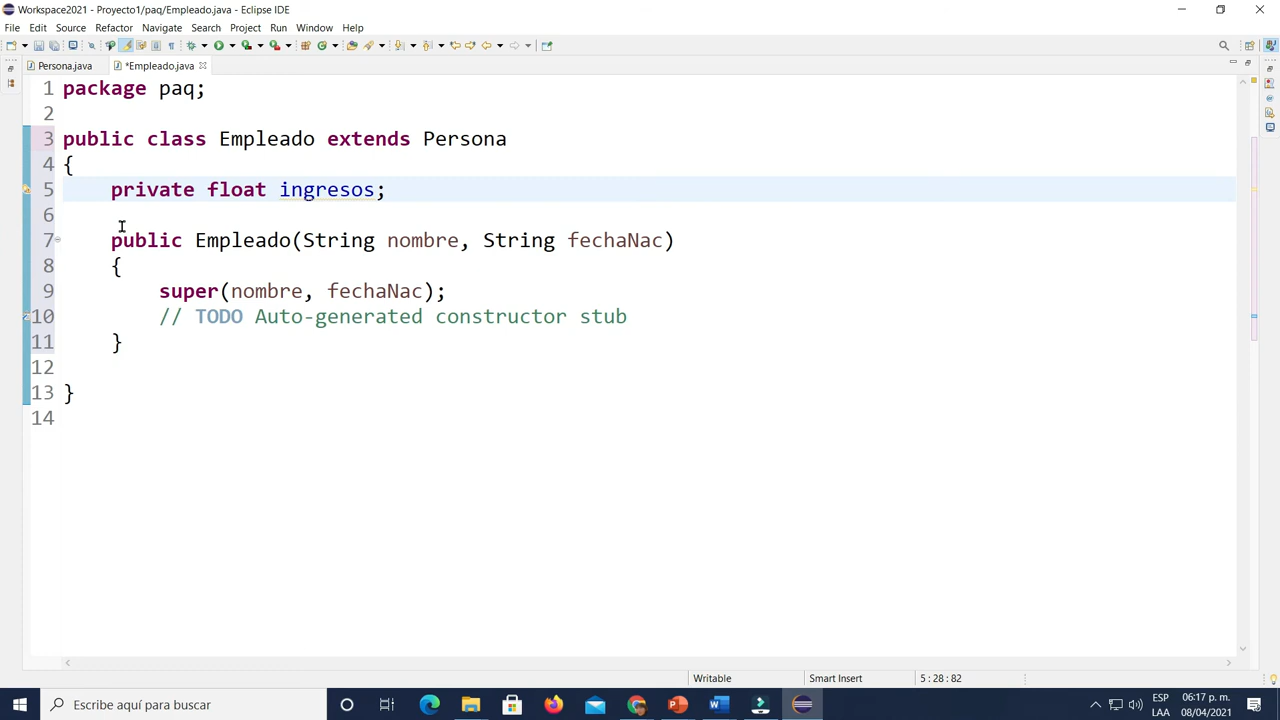 Workspace2021 - Proyecto1/paq/Empleado.java - Eclipse IDE
File Edit Source Refactor Navigate Search Project Run Window Help
Persona.java *Empleado.java
1 package paq;
2
3 public class Empleado extends Persona
4 {
5 private float ingresos;
6
7 public Empleado(String nombre, String fechaNac)
8 {
9 super(nombre, fechaNac);
10 // TODO Auto-generated constructor stub
11 }
12
13 }
14
Writable Smart Insert 5 : 28 : 82
Escribe aquí para buscar
ESP 06:17 p. m.
LAA 08/04/2021